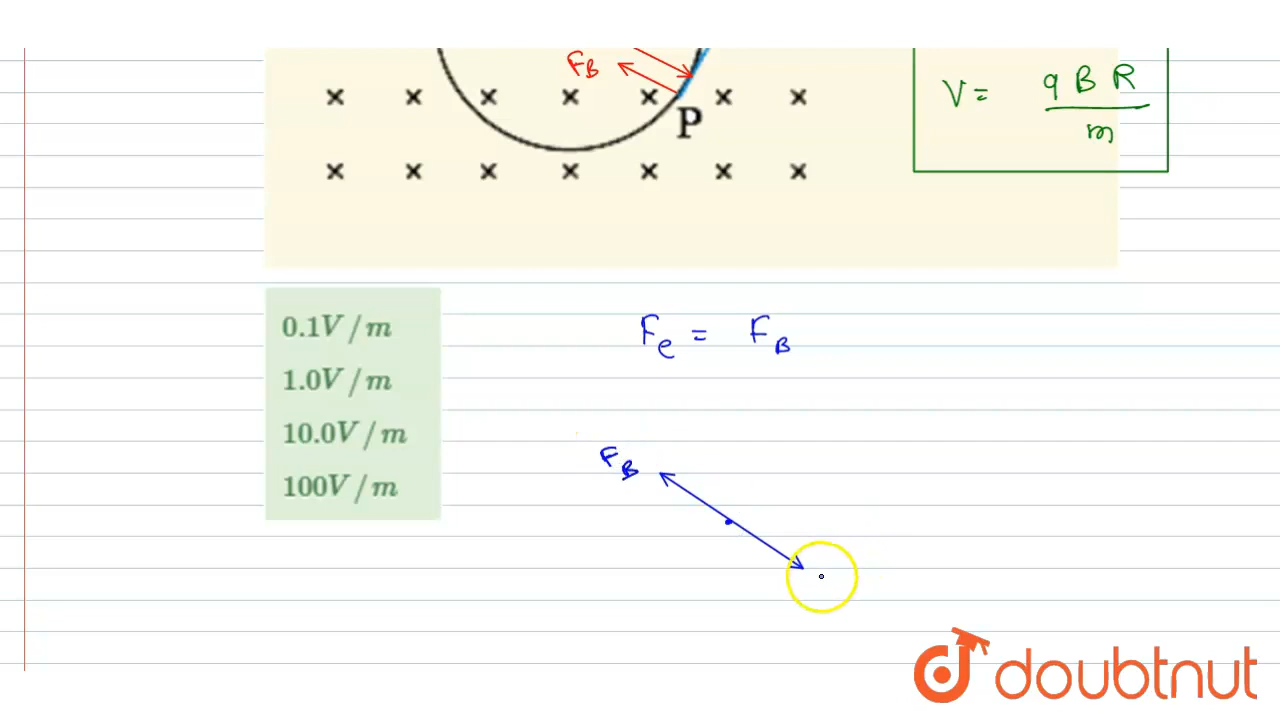 F_B
V = qBR/m
× × × × × × ×
P
× × × × × × ×
0.1V/m
1.0V/m
10.0V/m
100V/m
F_e = F_B
F_B
doubtnut